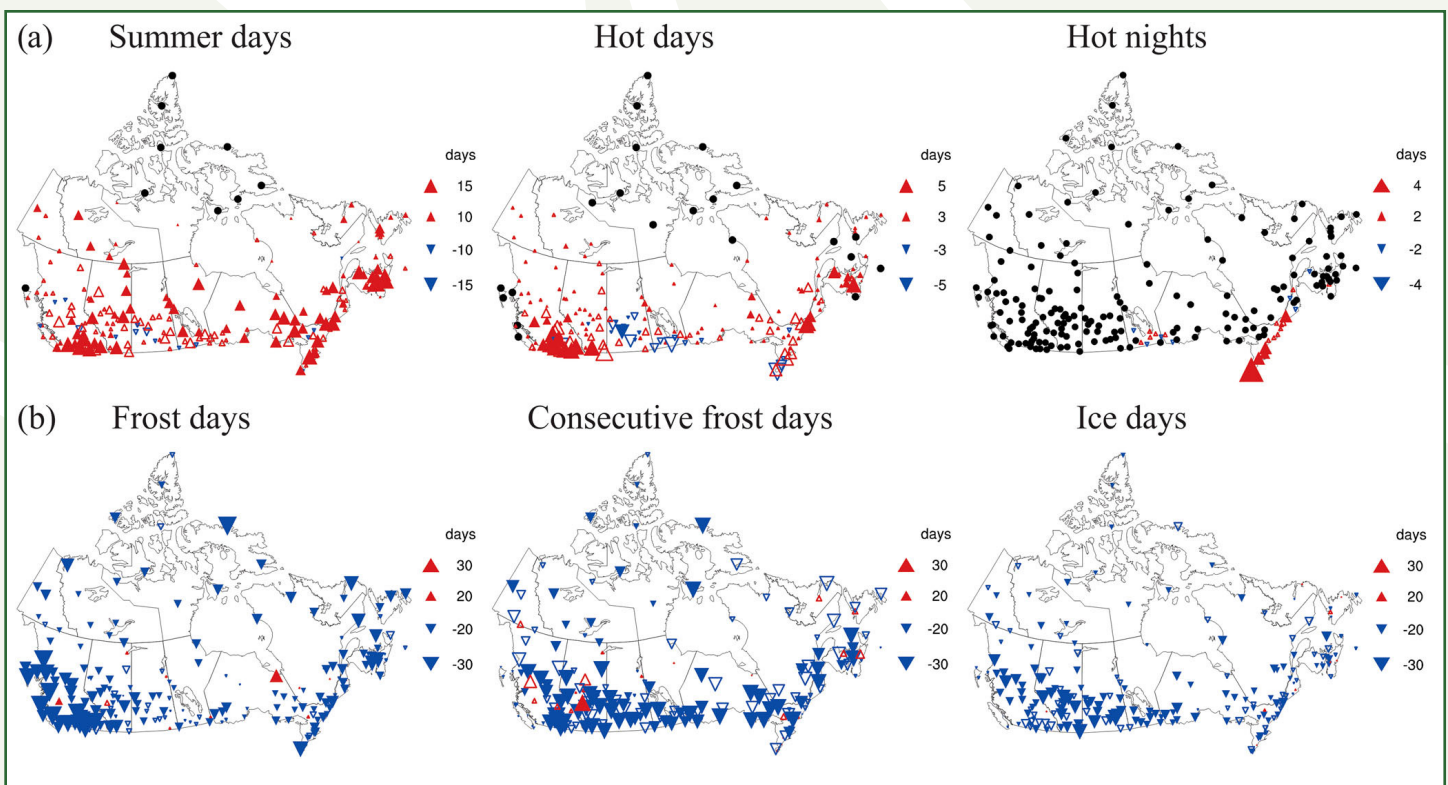 (a) Summer days Hot days Hot nights
days days days
15 5 4
10 3 2
-10 -3 -2
-15 -5 -4
(b) Frost days Consecutive frost days Ice days
days days days
30 30 30
20 20 20
-20 -20 -20
-30 -30 -30